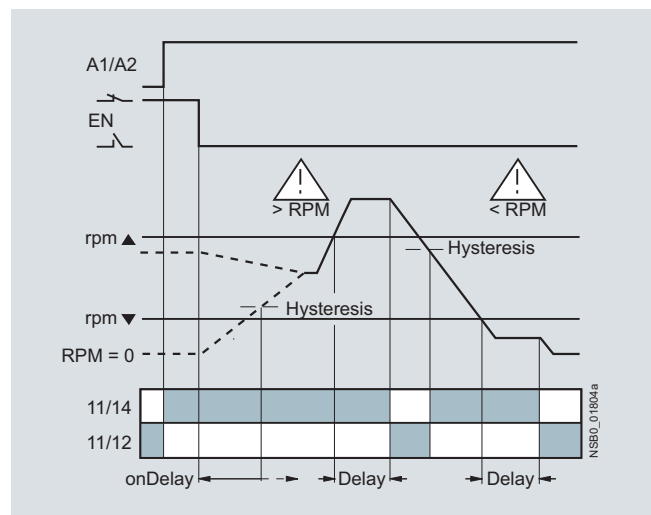 A1/A2
EN
> RPM
< RPM
rpm ▲
Hysteresis
Hysteresis
rpm ▼
RPM = 0
11/14
11/12
NSB0_01804a
onDelay
Delay
Delay